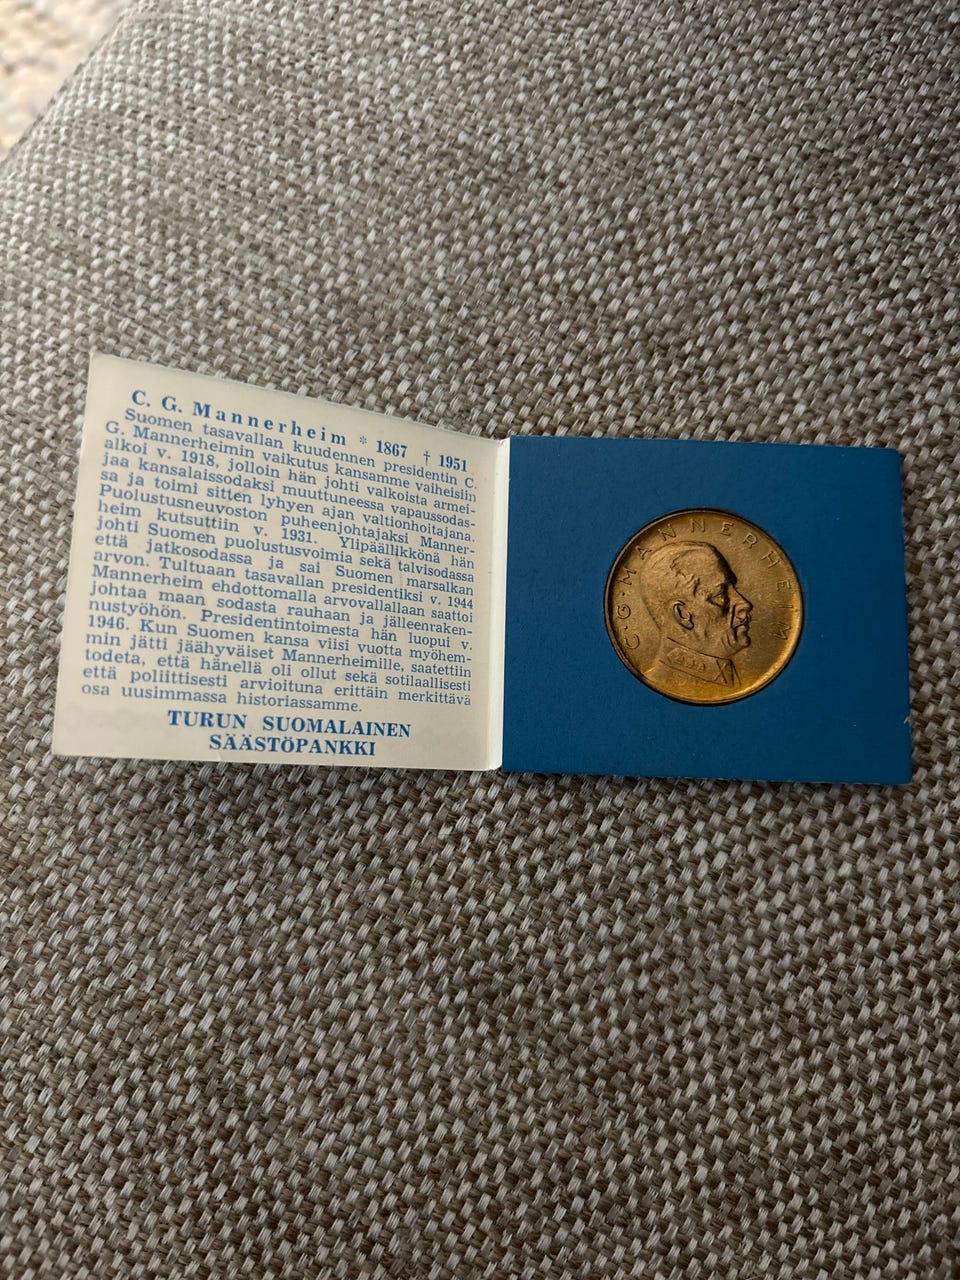 C. G. Mannerheim * 1867 † 1951
Suomen tasavallan kuudennen presidentin C.
G. Mannerheimin vaikutus kansamme vaiheisiin
alkoi v. 1918, jolloin hän johti valkoista armei-
jaa kansalaissodaksi muuttuneessa vapaussodas-
sa ja toimi sitten lyhyen ajan valtionhoitajana.
Puolustusneuvoston puheenjohtajaksi Manner-
heim kutsuttiin v. 1931. Ylipäällikkönä hän
johti Suomen puolustusvoimia sekä talvisodassa
että jatkosodassa ja sai Suomen marsalkan
arvon. Tultuaan tasavallan presidentiksi v. 1944
Mannerheim ehdottomalla arvovallallaan saattoi
johtaa maan sodasta rauhaan ja jälleenraken-
nustyöhön. Presidentintoimesta hän luopui v.
1946. Kun Suomen kansa viisi vuotta myöhem-
min jätti jäähyväiset Mannerheimille, saatettiin
todeta, että hänellä oli ollut sekä sotilaallisesti
että poliittisesti arvioituna erittäin merkittävä
osa uusimmassa historiassamme.
TURUN SUOMALAINEN
SÄÄSTÖPANKKI
C·G·MANNERHEIM